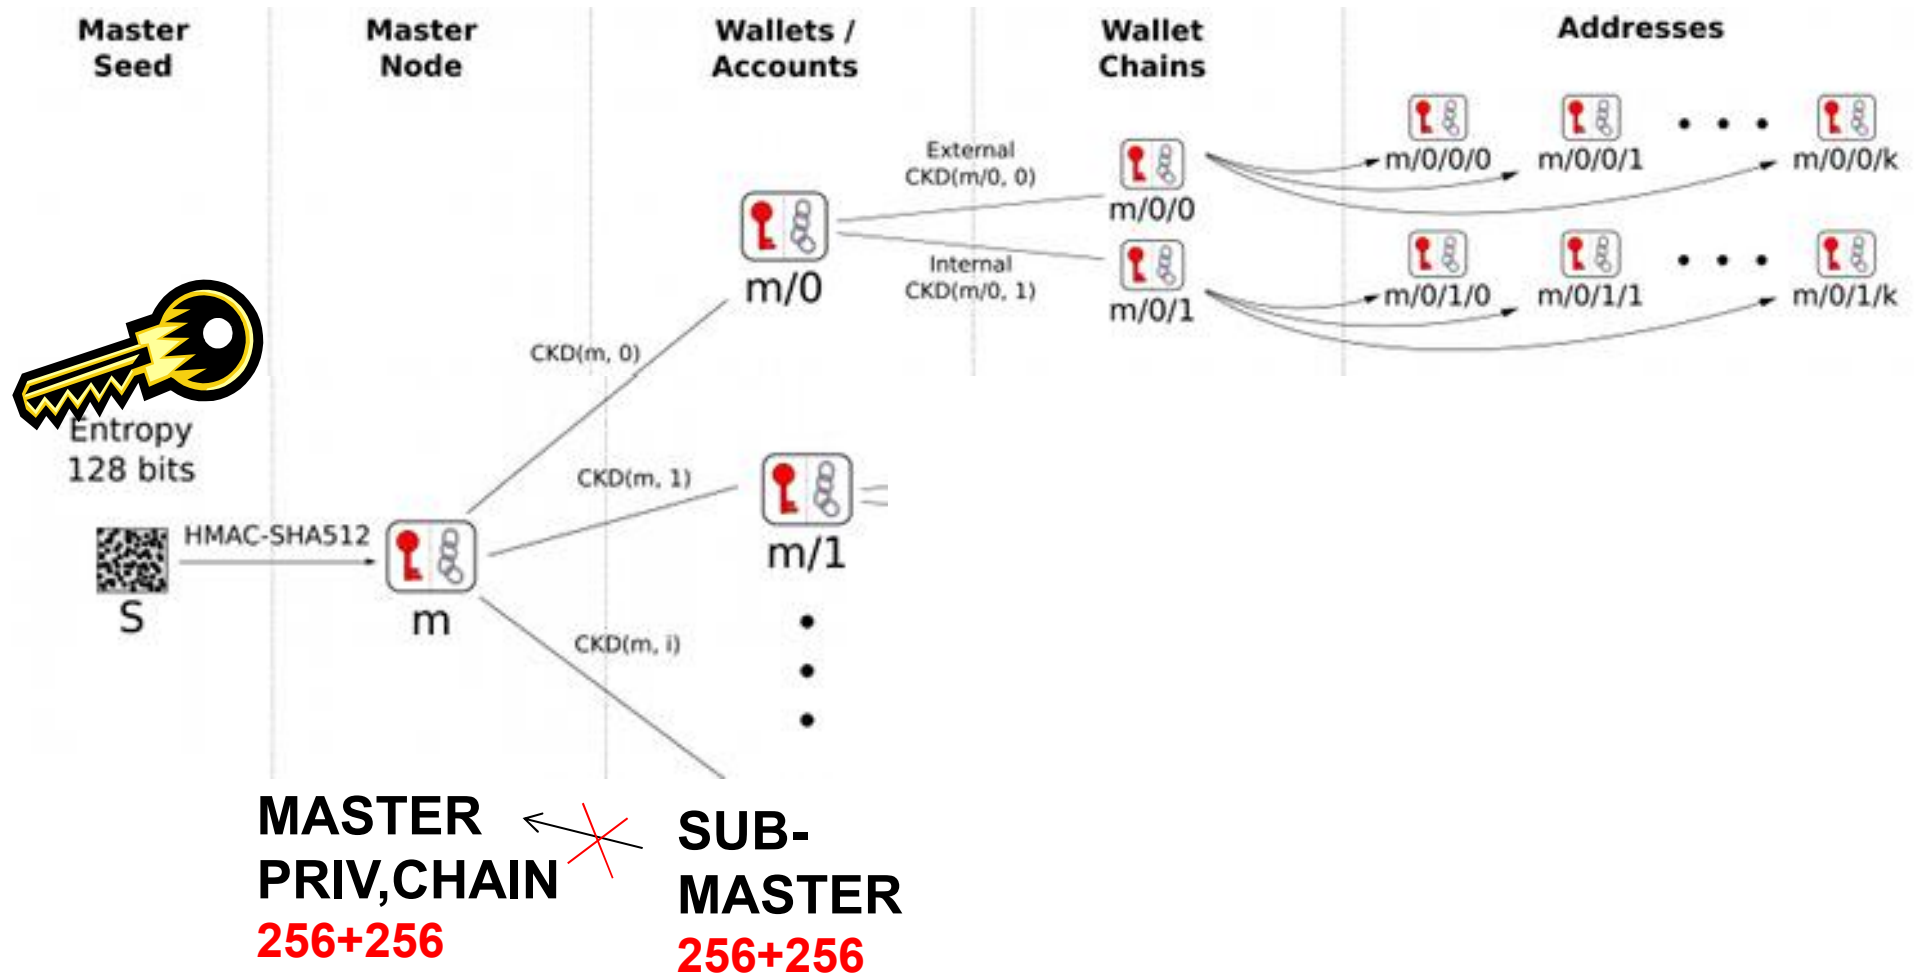 Master
Seed
Master
Node
Wallets /
Accounts
Wallet
Chains
Addresses
External
CKD(m/0, 0)
Internal
CKD(m/0, 1)
m/0
m/0/0
m/0/1
m/0/0/0
m/0/0/1
m/0/0/k
m/0/1/0
m/0/1/1
m/0/1/k
CKD(m, 0)
Entropy
128 bits
CKD(m, 1)
m/1
HMAC-SHA512
S
m
CKD(m, i)
MASTER
PRIV,CHAIN
256+256
SUB-
MASTER
256+256